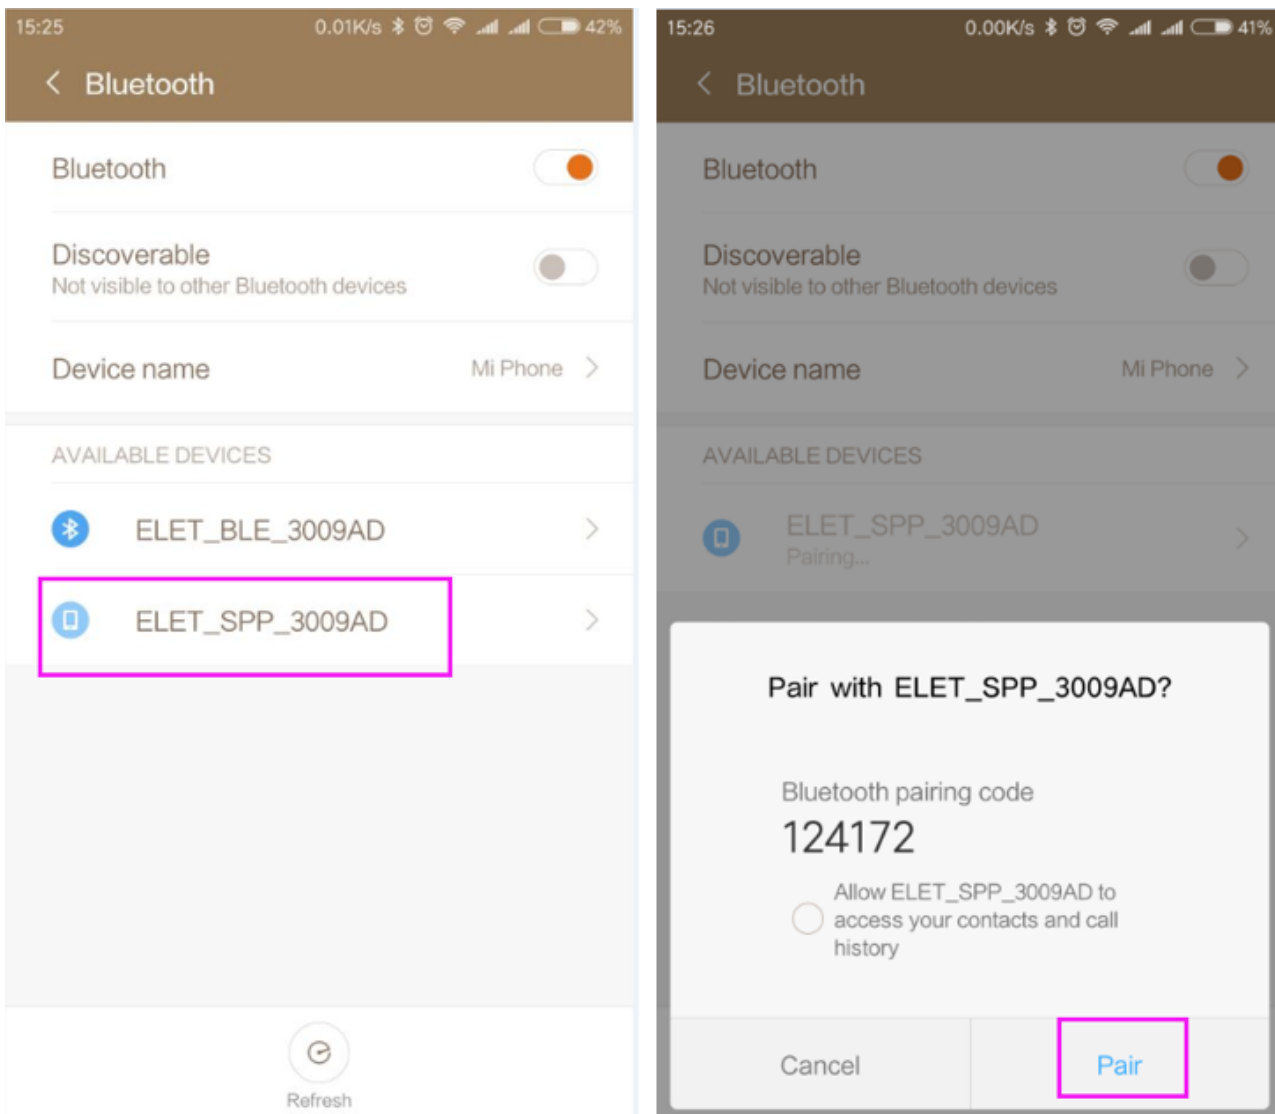 15:25 0.01K/s 42%
Bluetooth
Bluetooth
Discoverable
Not visible to other Bluetooth devices
Device name Mi Phone
AVAILABLE DEVICES
ELET_BLE_3009AD
ELET_SPP_3009AD
Refresh
15:26 0.00K/s 41%
Bluetooth
Bluetooth
Discoverable
Not visible to other Bluetooth devices
Device name Mi Phone
AVAILABLE DEVICES
ELET_SPP_3009AD
Pairing...
Pair with ELET_SPP_3009AD?
Bluetooth pairing code
124172
Allow ELET_SPP_3009AD to
access your contacts and call
history
Cancel Pair